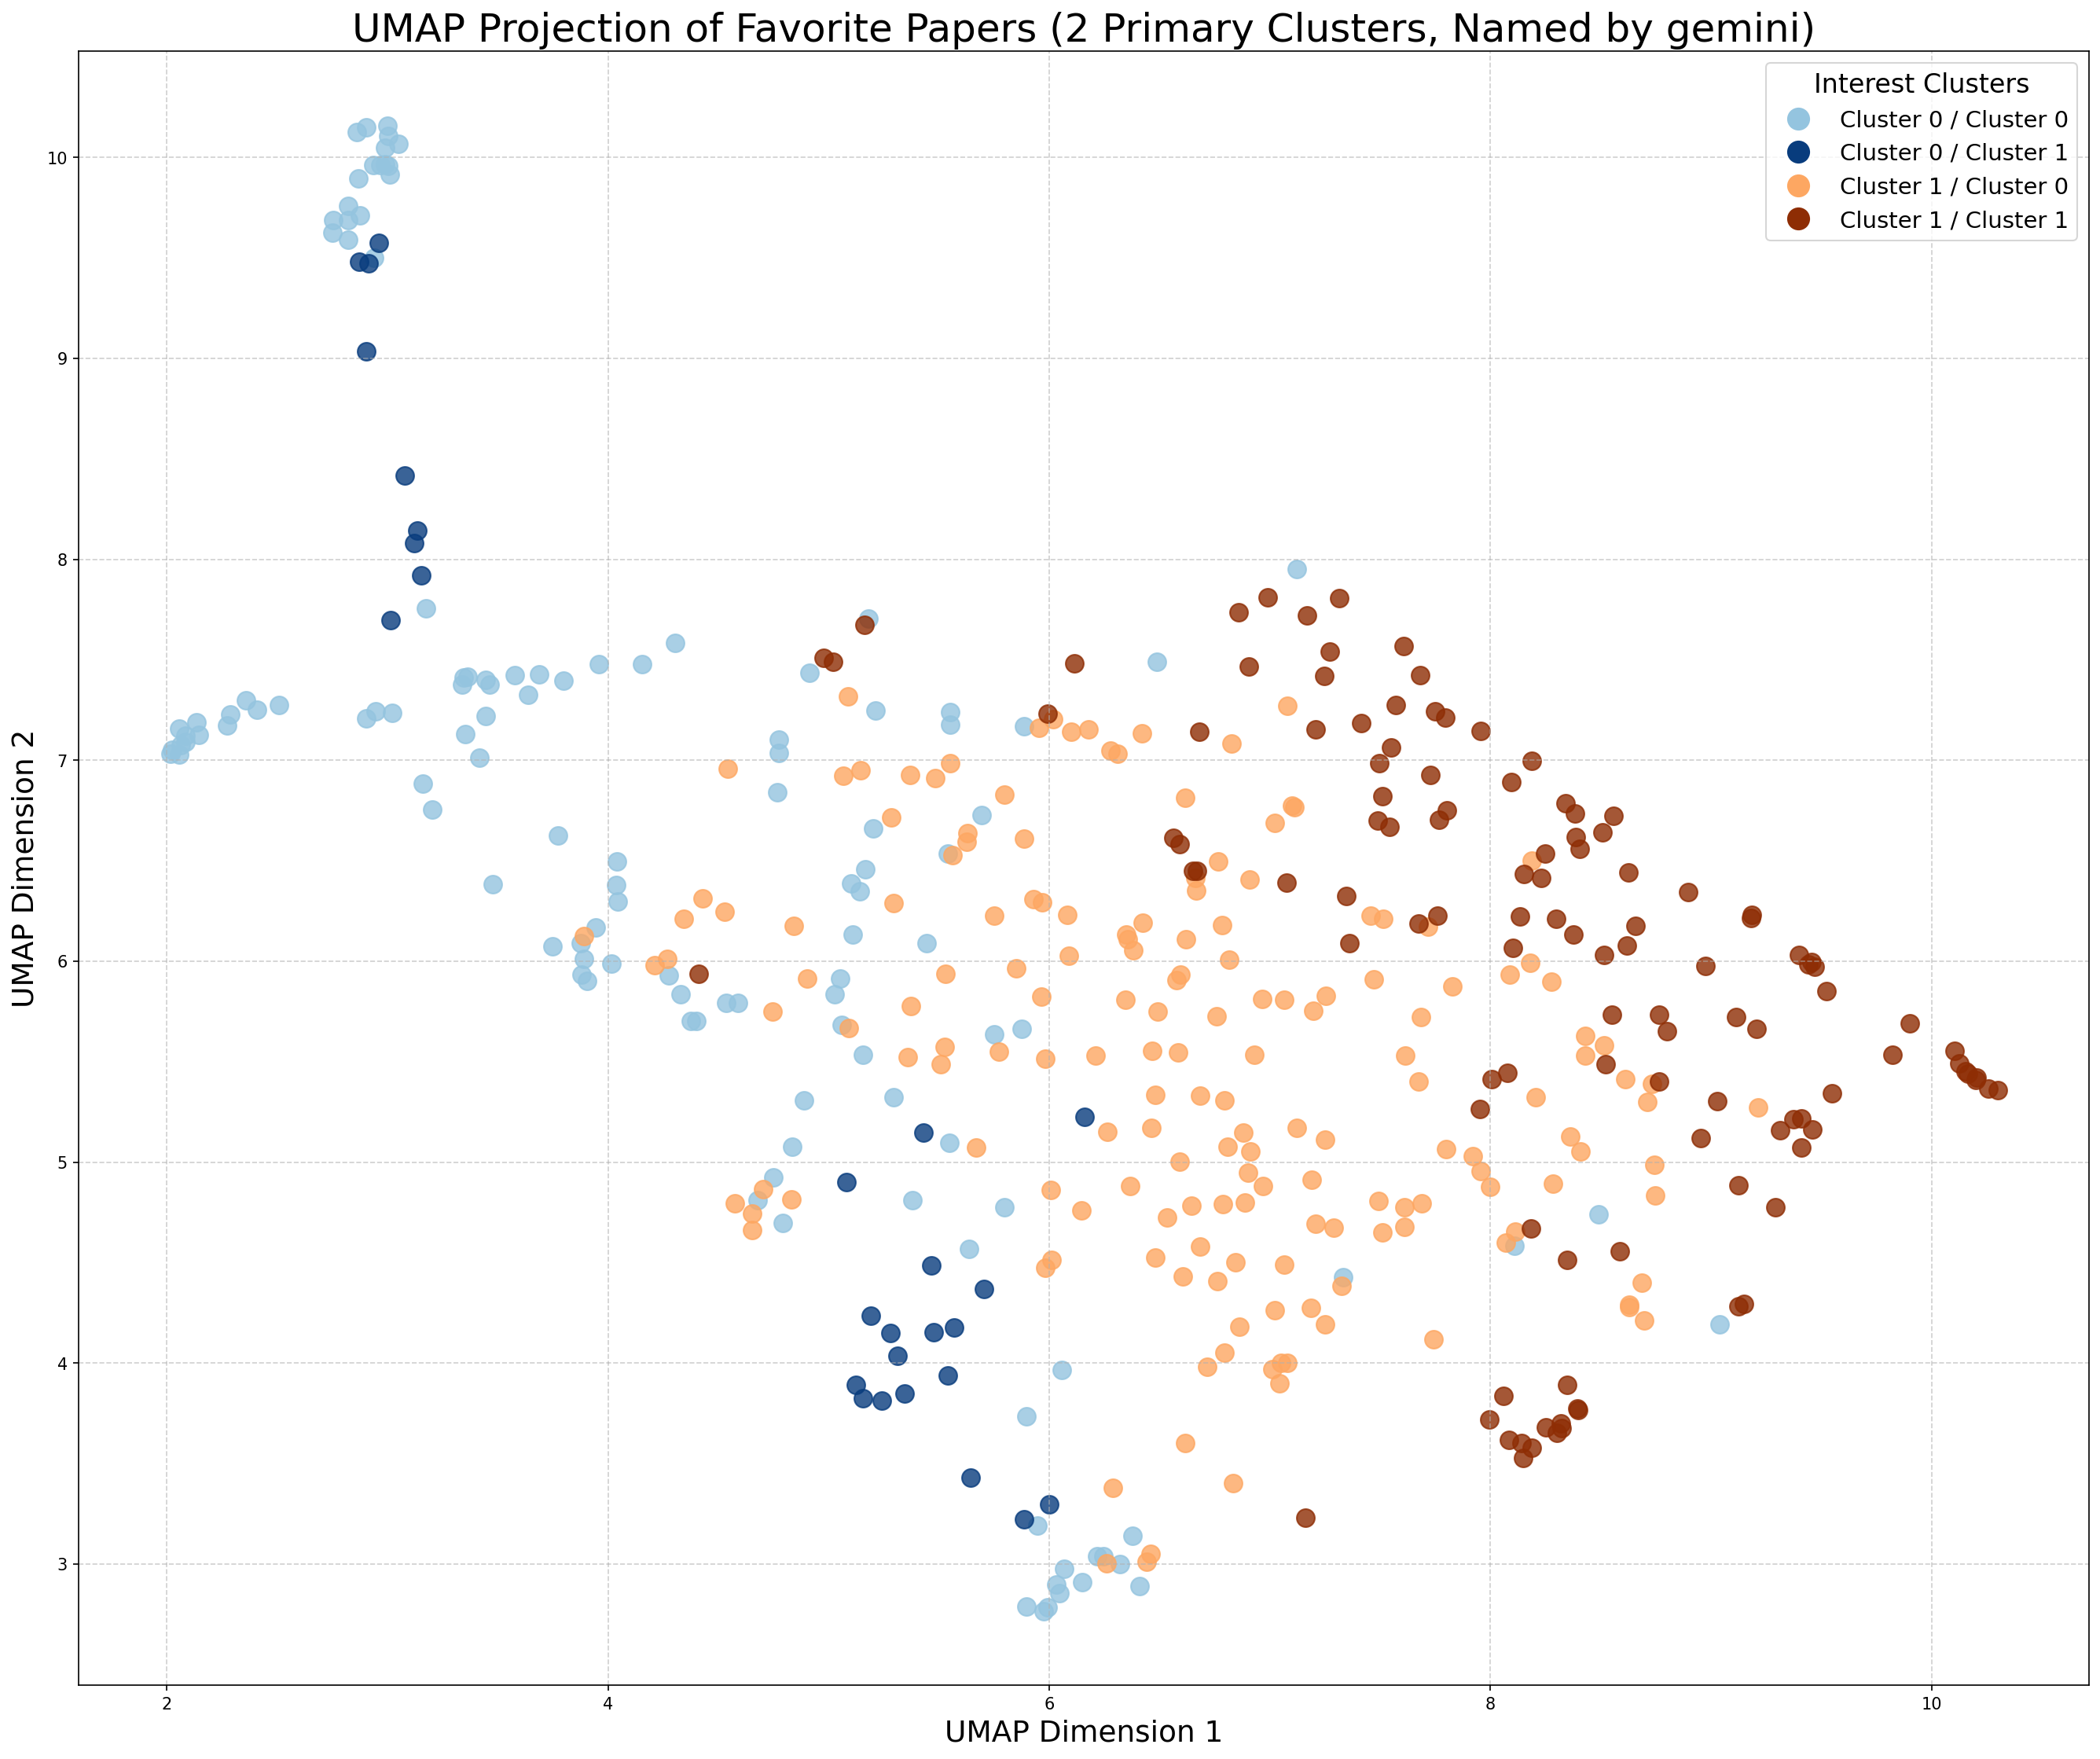 UMAP Projection of Favorite Papers (2 Primary Clusters, Named by gemini)
Interest Clusters
Cluster 0 / Cluster 0
Cluster 0 / Cluster 1
Cluster 1 / Cluster 0
Cluster 1 / Cluster 1
UMAP Dimension 2
10
9
8
7
6
5
4
3
2
4
6
8
10
UMAP Dimension 1